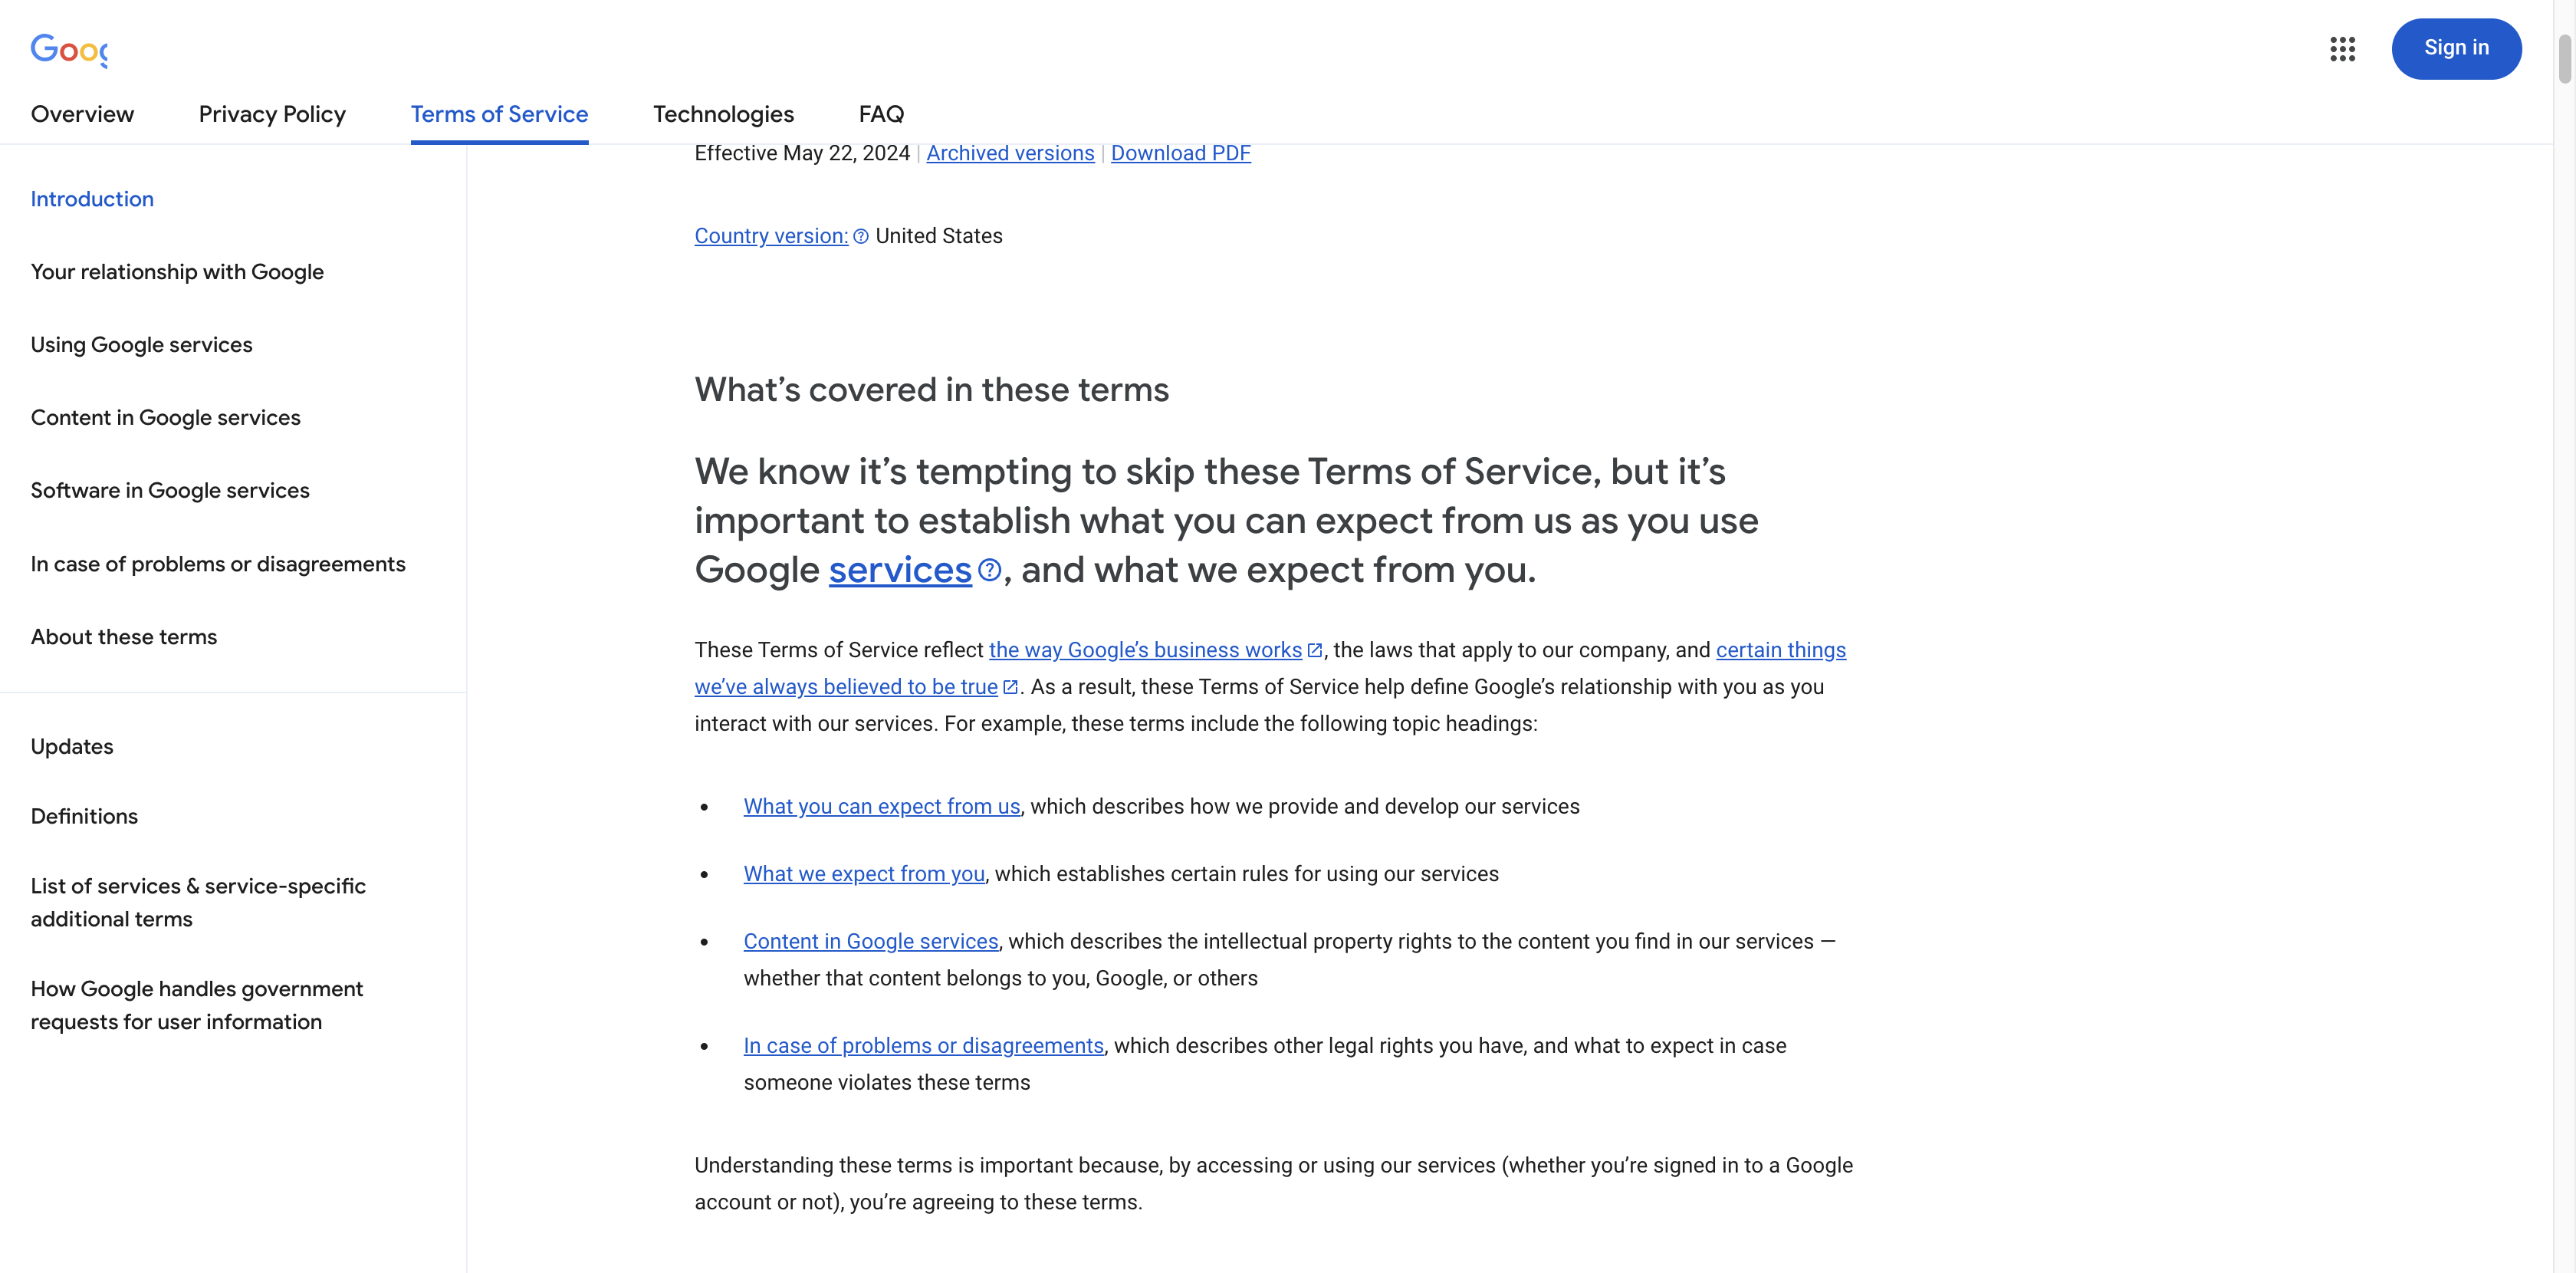 Goog
Sign in
Overview
Privacy Policy
Terms of Service
Technologies
FAQ
Introduction
Your relationship with Google
Using Google services
Content in Google services
Software in Google services
In case of problems or disagreements
About these terms
Updates
Definitions
List of services & service-specific
additional terms
How Google handles government
requests for user information
Effective May 22, 2024 | Archived versions | Download PDF
Country version: United States
What’s covered in these terms
We know it’s tempting to skip these Terms of Service, but it’s
important to establish what you can expect from us as you use
Google services, and what we expect from you.
These Terms of Service reflect the way Google’s business works, the laws that apply to our company, and certain things
we’ve always believed to be true. As a result, these Terms of Service help define Google’s relationship with you as you
interact with our services. For example, these terms include the following topic headings:
• What you can expect from us, which describes how we provide and develop our services
• What we expect from you, which establishes certain rules for using our services
• Content in Google services, which describes the intellectual property rights to the content you find in our services —
whether that content belongs to you, Google, or others
• In case of problems or disagreements, which describes other legal rights you have, and what to expect in case
someone violates these terms
Understanding these terms is important because, by accessing or using our services (whether you’re signed in to a Google
account or not), you’re agreeing to these terms.